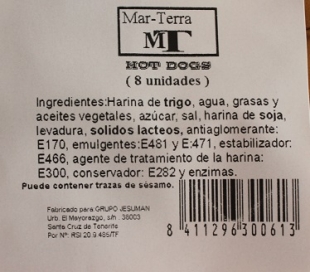 Mar-Terra
MT
HOT DOGS
( 8 unidades )
Ingredientes:Harina de trigo, agua, grasas y
aceites vegetales, azúcar, sal, harina de soja,
levadura, solidos lacteos, antiaglomerante:
E170, emulgentes:E481 y E:471, estabilizador:
E466, agente de tratamiento de la harina:
E300, conservador: E282 y enzimas.
Puede contener trazas de sésamo.
Fabricado para GRUPO JESUMAN
Urb. El Mayorazgo, s/n . 38003
Santa Cruz de Tenerife
Por Nº: RSI 20.9.486/TF
8 411296 300613